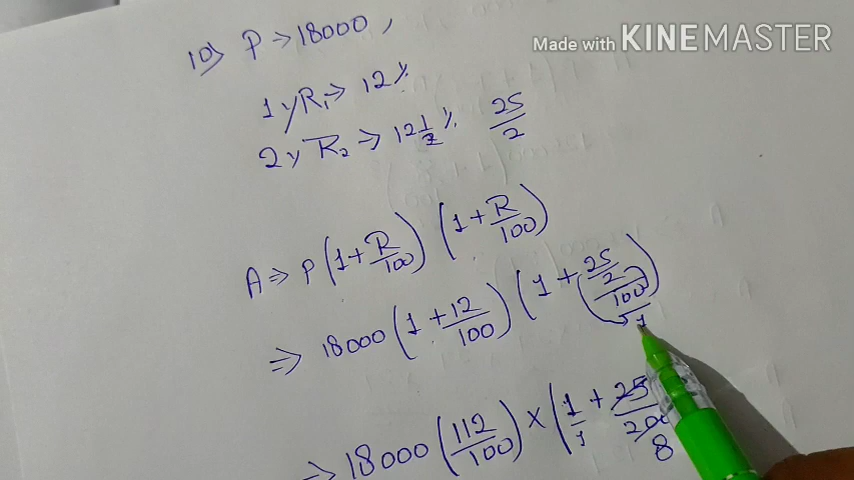 Made with KINEMASTER
10) P → 18000,
1 y R₁ → 12 %
2 y R₂ → 12 1/2 % 25/2
A ⇒ P (1 + R/100) (1 + R/100)
⇒ 18000 (1 + 12/100) (1 + 25/2/100/1)
⇒ 18000 (112/100) × (1/1 + 25/200
8